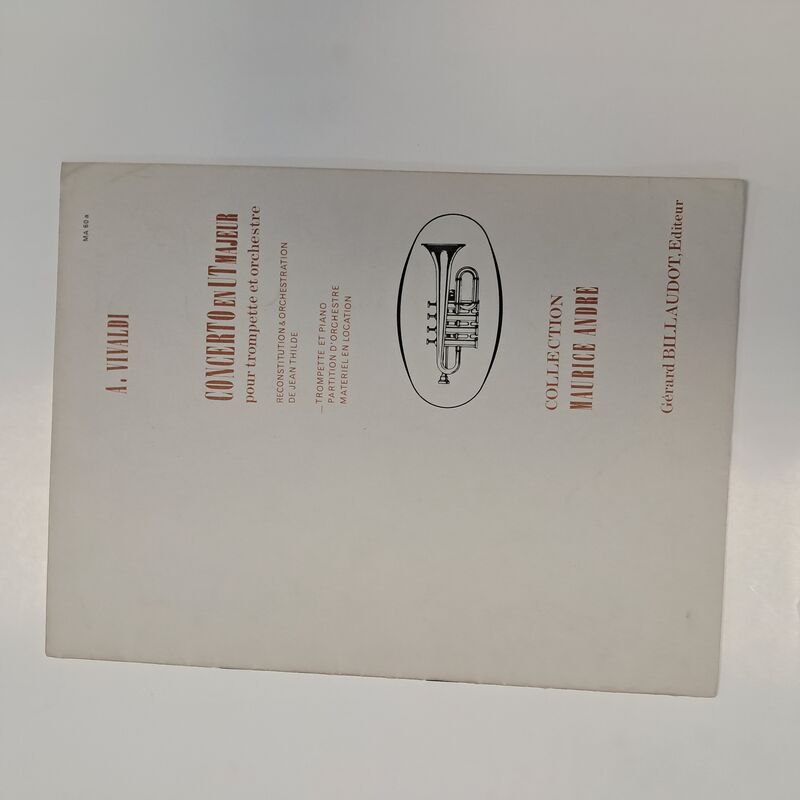 MA 60 a
A. VIVALDI
CONCERTO EN UT MAJEUR
pour trompette et orchestre
RECONSTITUTION & ORCHESTRATION
DE JEAN THILDE
—TROMPETTE ET PIANO
PARTITION D'ORCHESTRE
MATERIEL EN LOCATION
COLLECTION
MAURICE ANDRÉ
Gérard BILLAUDOT, Editeur